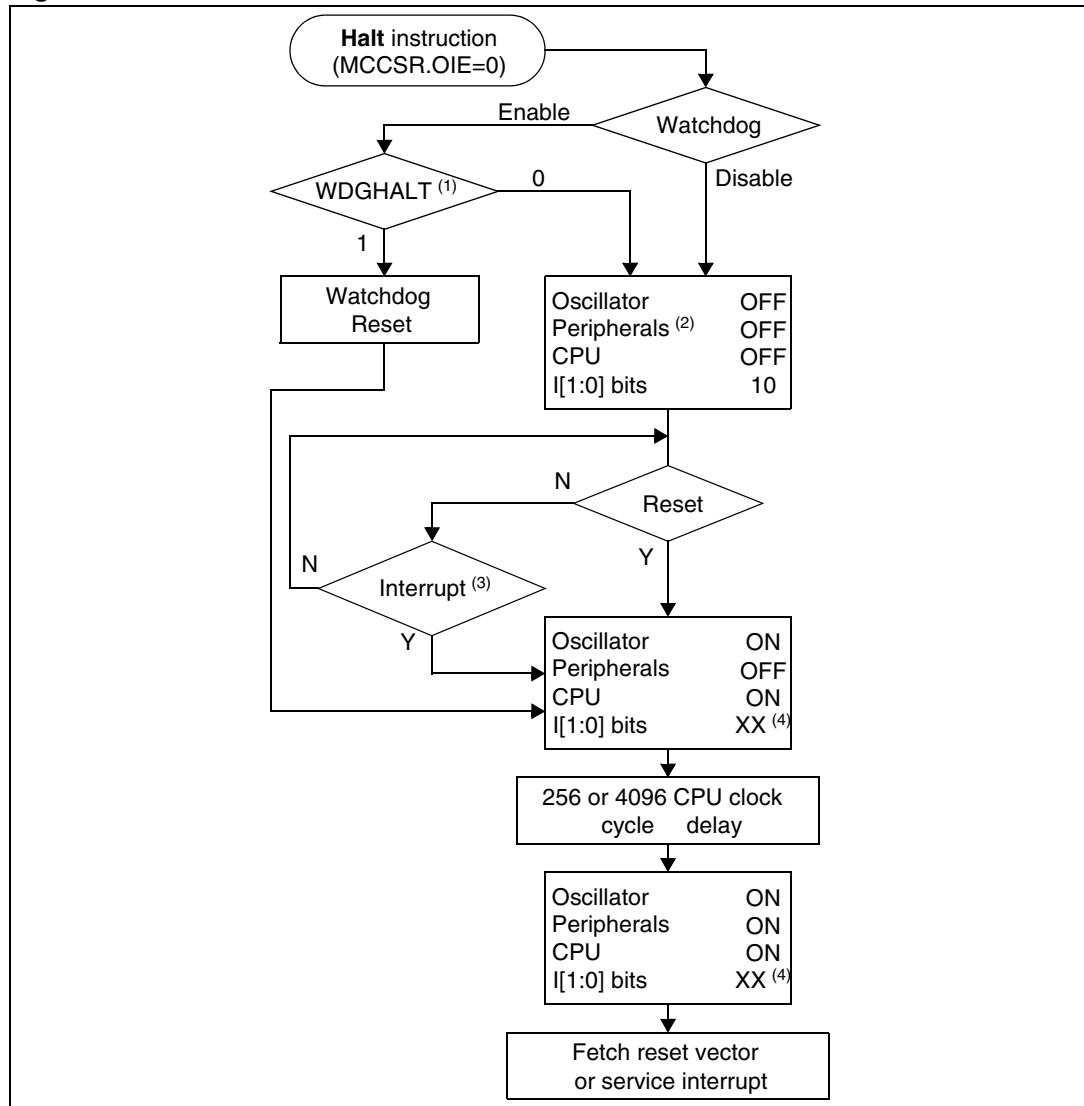 Halt instruction
(MCCSR.OIE=0)
Enable
Watchdog
WDGHALT (1)
0
Disable
1
Watchdog
Reset
Oscillator OFF
Peripherals (2) OFF
CPU OFF
I[1:0] bits 10
N
Reset
N
Y
Interrupt (3)
Y
Oscillator ON
Peripherals OFF
CPU ON
I[1:0] bits XX (4)
256 or 4096 CPU clock
cycle delay
Oscillator ON
Peripherals ON
CPU ON
I[1:0] bits XX (4)
Fetch reset vector
or service interrupt